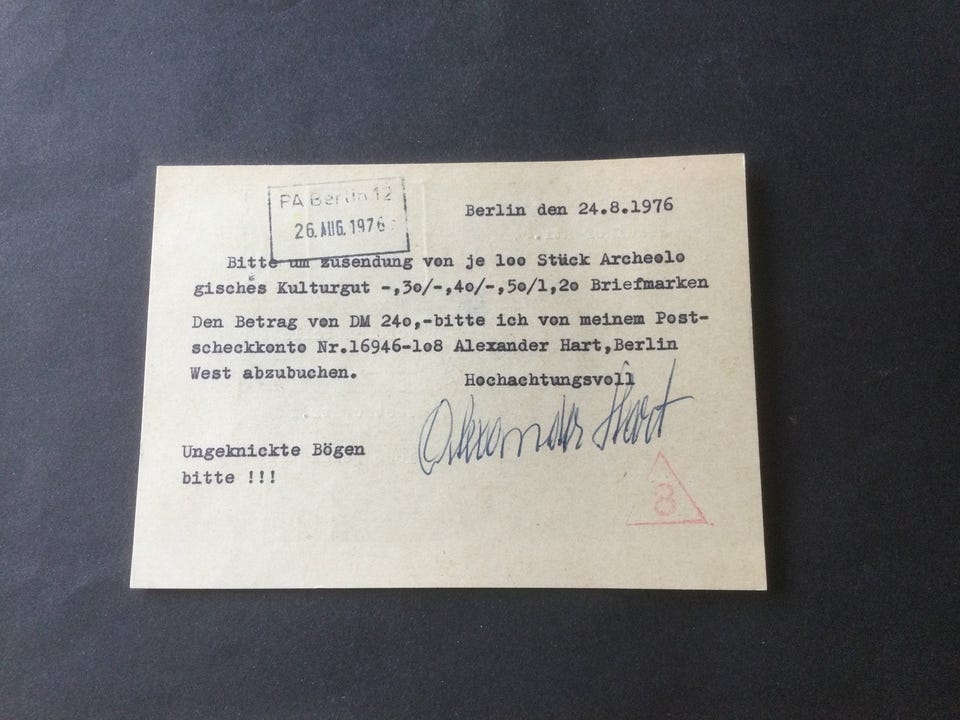 PA Berlin 12
26. AUG. 1976
Berlin den 24.8.1976
Bitte um zusendung von je loo Stück Archeolo
gisches Kulturgut -,3o/-,4o/-,5o/1,2o Briefmarken
Den Betrag von DM 24o,-bitte ich von meinem Post-
scheckkonto Nr.16946-lo8 Alexander Hart,Berlin
West abzubuchen.
Hochachtungsvoll
Alexander Hart
Ungeknickte Bögen
bitte !!!
8